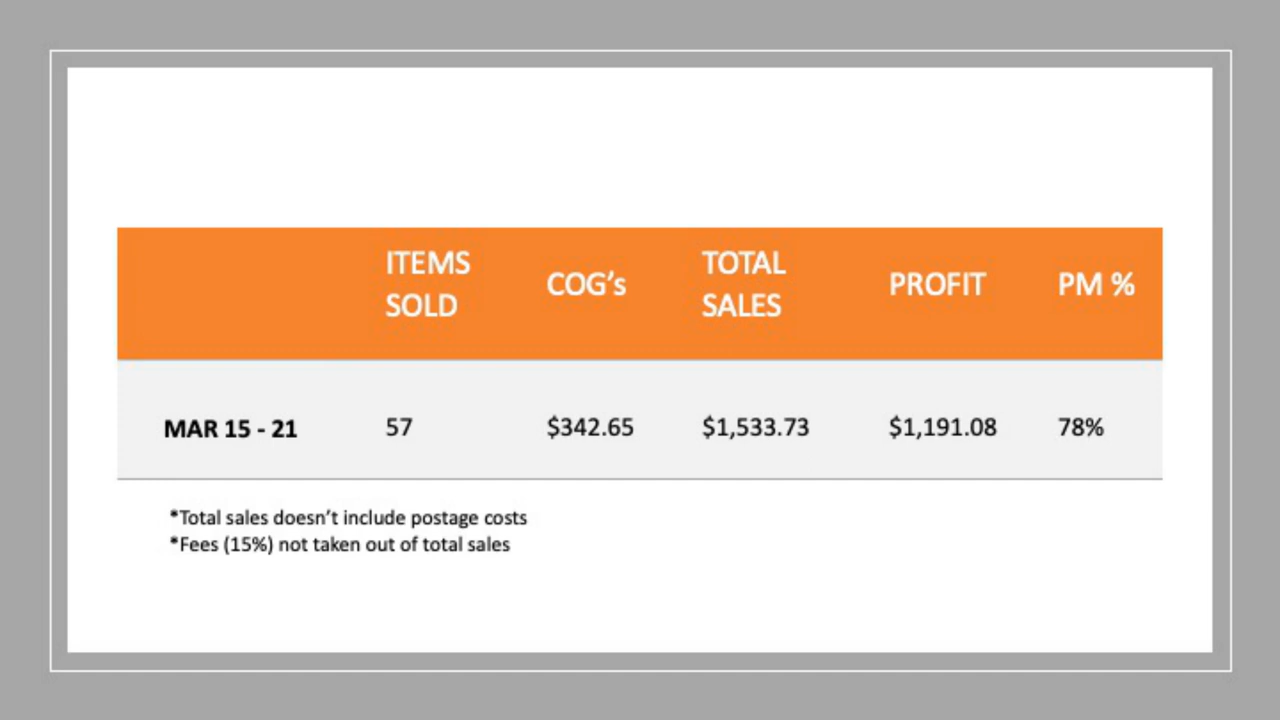 ITEMS SOLD COG’s TOTAL SALES PROFIT PM %
MAR 15 - 21 57 $342.65 $1,533.73 $1,191.08 78%
*Total sales doesn’t include postage costs
*Fees (15%) not taken out of total sales